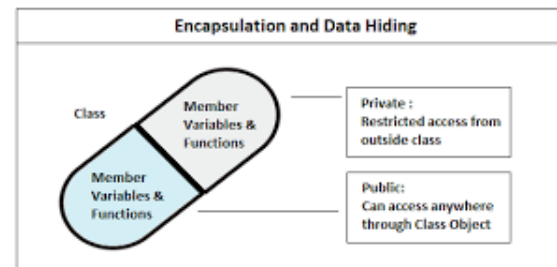 Encapsulation and Data Hiding
Class
Member
Variables &
Functions
Member
Variables &
Functions
Private :
Restricted access from
outside class
Public:
Can access anywhere
through Class Object